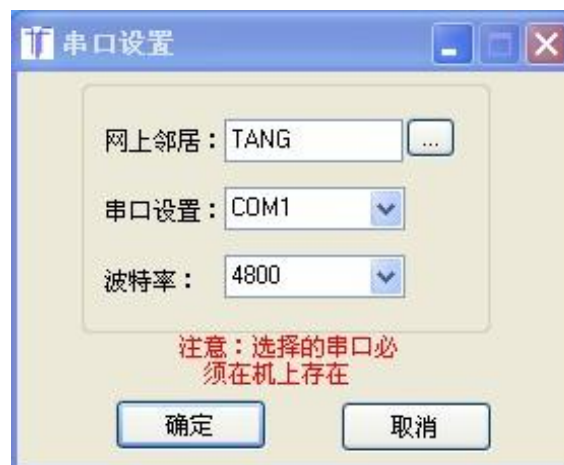 串口设置
网上邻居：TANG ...
串口设置：COM1
波特率：4800
注意：选择的串口必
须在机上存在
确定 取消